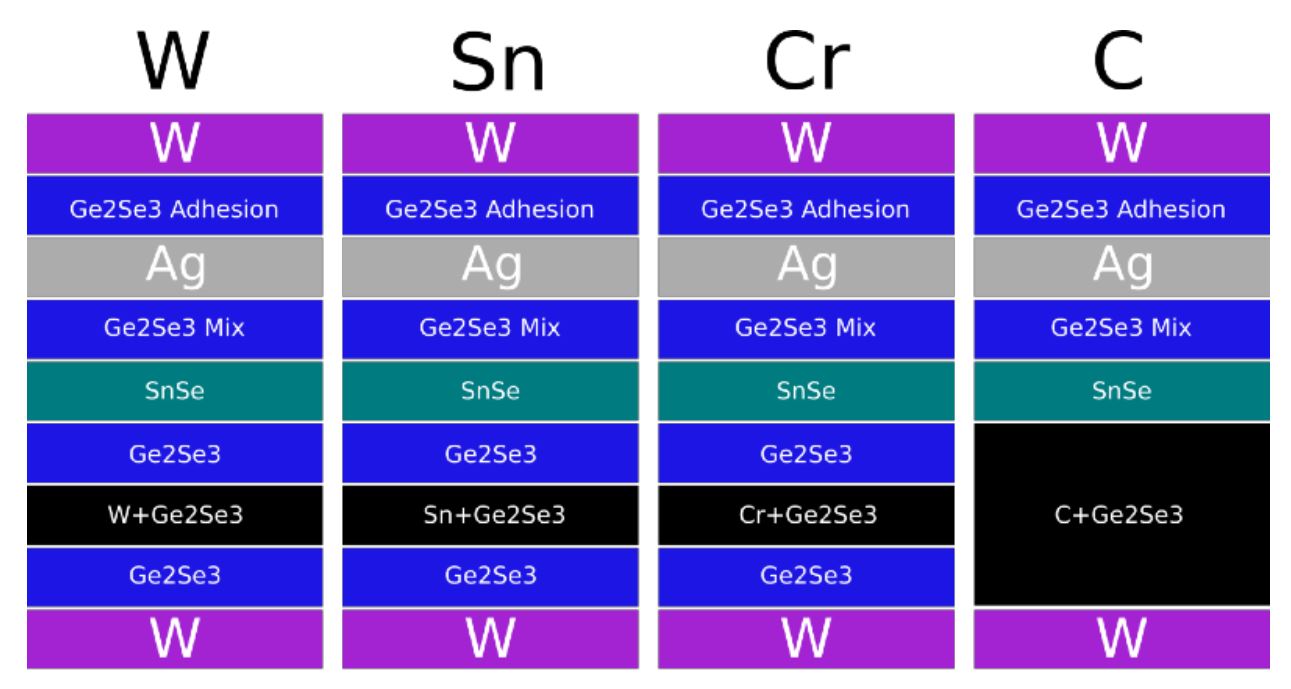 W Sn Cr C
W W W W
Ge2Se3 Adhesion Ge2Se3 Adhesion Ge2Se3 Adhesion Ge2Se3 Adhesion
Ag Ag Ag Ag
Ge2Se3 Mix Ge2Se3 Mix Ge2Se3 Mix Ge2Se3 Mix
SnSe SnSe SnSe SnSe
Ge2Se3 Ge2Se3 Ge2Se3
W+Ge2Se3 Sn+Ge2Se3 Cr+Ge2Se3 C+Ge2Se3
Ge2Se3 Ge2Se3 Ge2Se3
W W W W